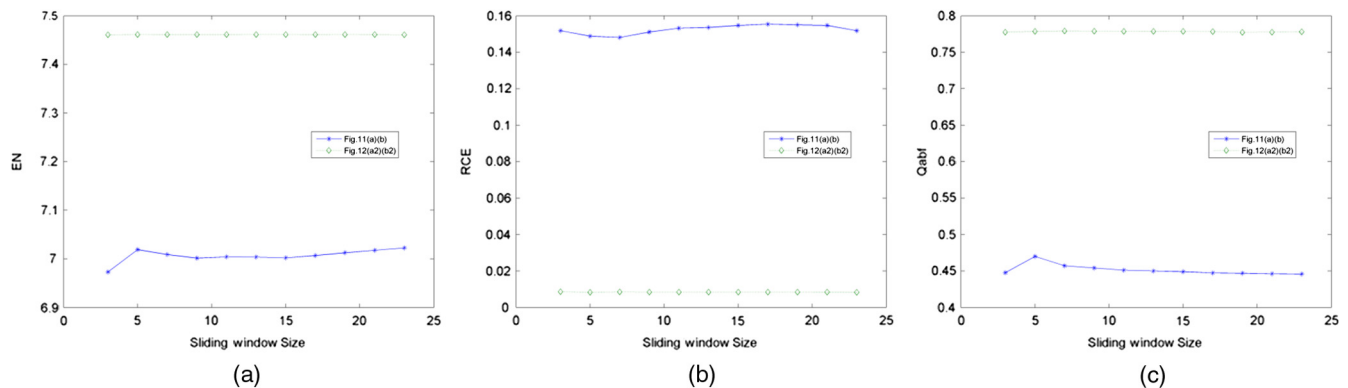 7.5
7.4
7.3
7.2
7.1
7
6.9
EN
0
5
10
15
20
25
Sliding window Size
Fig.11(a)(b)
Fig.12(a2)(b2)
(a)
0.16
0.14
0.12
0.1
0.08
0.06
0.04
0.02
0
RCE
0
5
10
15
20
25
Sliding window Size
Fig.11(a)(b)
Fig.12(a2)(b2)
(b)
0.8
0.75
0.7
0.65
0.6
0.55
0.5
0.45
0.4
Qabf
0
5
10
15
20
25
Sliding window Size
Fig.11(a)(b)
Fig.12(a2)(b2)
(c)